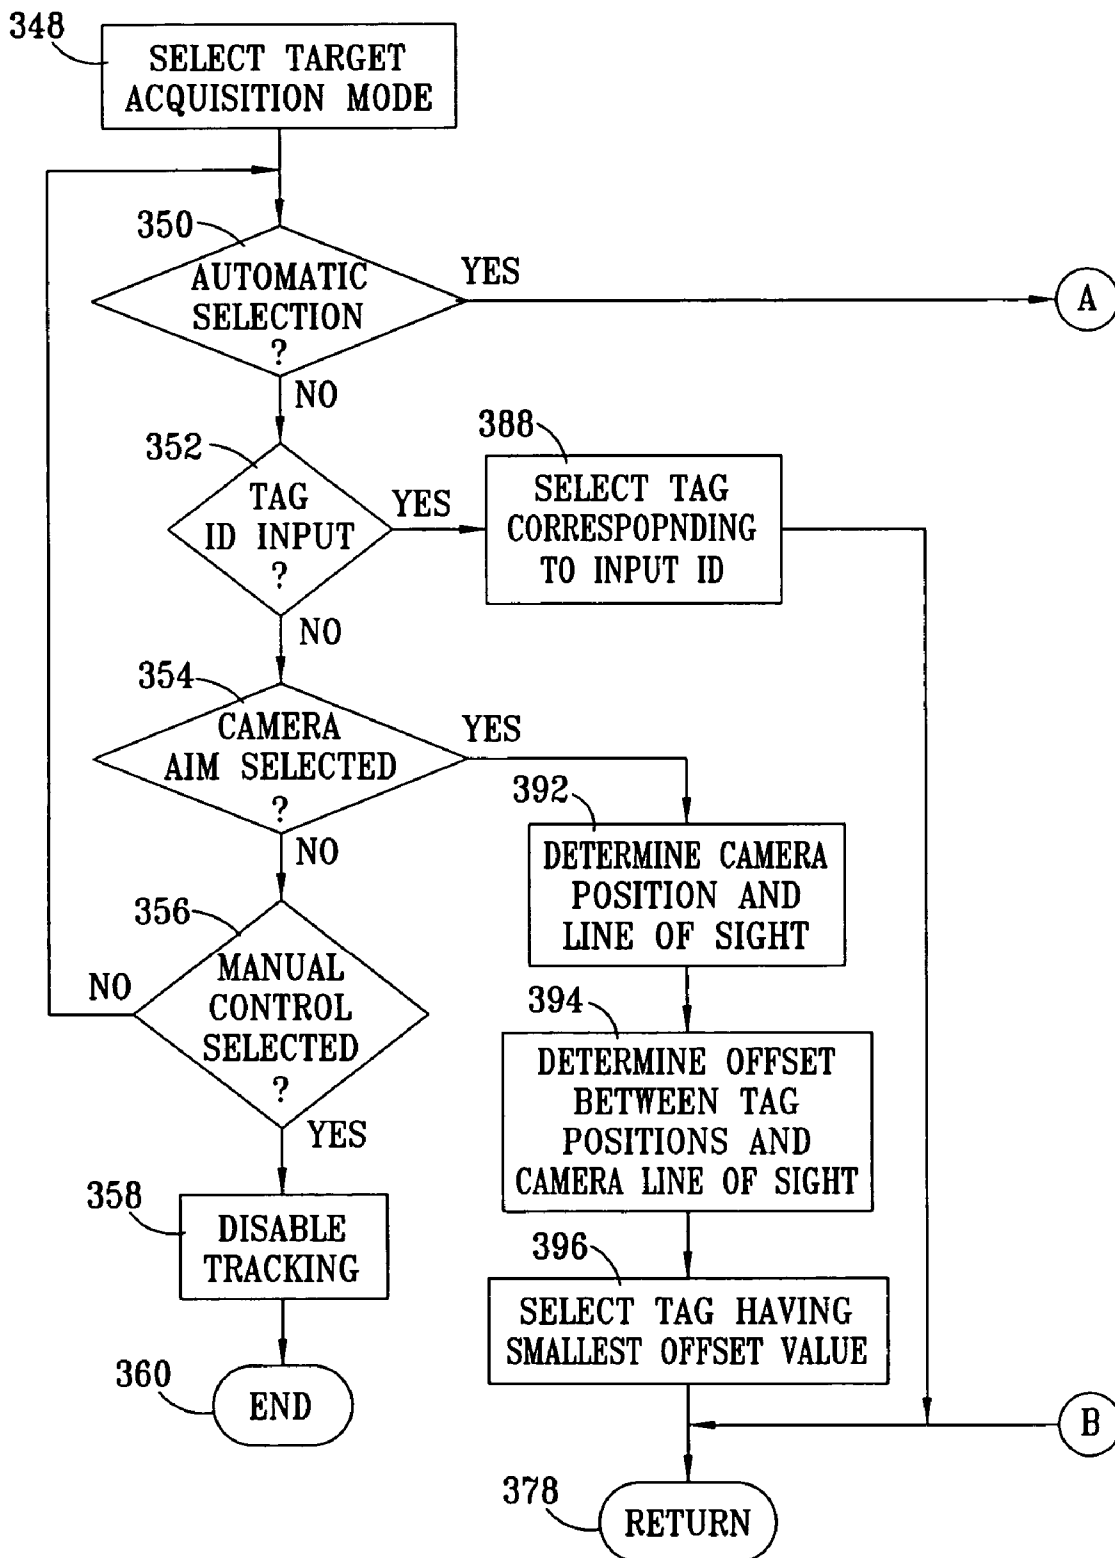 348
SELECT TARGET
ACQUISITION MODE
350
AUTOMATIC
SELECTION
?
YES
A
NO
352
TAG
ID INPUT
?
YES
388
SELECT TAG
CORRESPOPNDING
TO INPUT ID
NO
354
CAMERA
AIM SELECTED
?
YES
392
DETERMINE CAMERA
POSITION AND
LINE OF SIGHT
NO
356
MANUAL
CONTROL
SELECTED
?
NO
394
DETERMINE OFFSET
BETWEEN TAG
POSITIONS AND
CAMERA LINE OF SIGHT
YES
358
DISABLE
TRACKING
396
SELECT TAG HAVING
SMALLEST OFFSET VALUE
360
END
B
378
RETURN